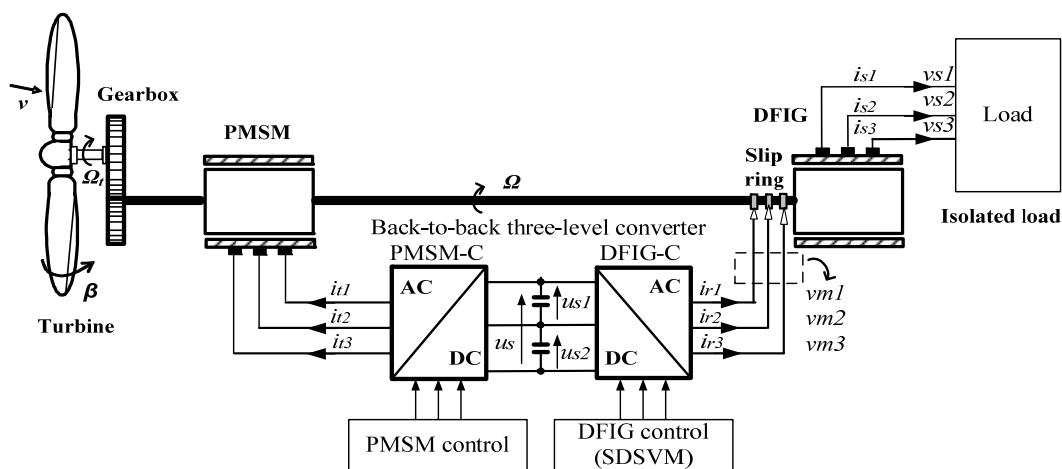 v
Gearbox
Ωt
β
Turbine
PMSM
Ω
Back-to-back three-level converter
PMSM-C
DFIG-C
AC
DC
AC
DC
it1
it2
it3
us
us1
us2
ir1
ir2
ir3
PMSM control
DFIG control
(SDSVM)
Slip
ring
DFIG
vm1
vm2
vm3
is1
is2
is3
vs1
vs2
vs3
Load
Isolated load